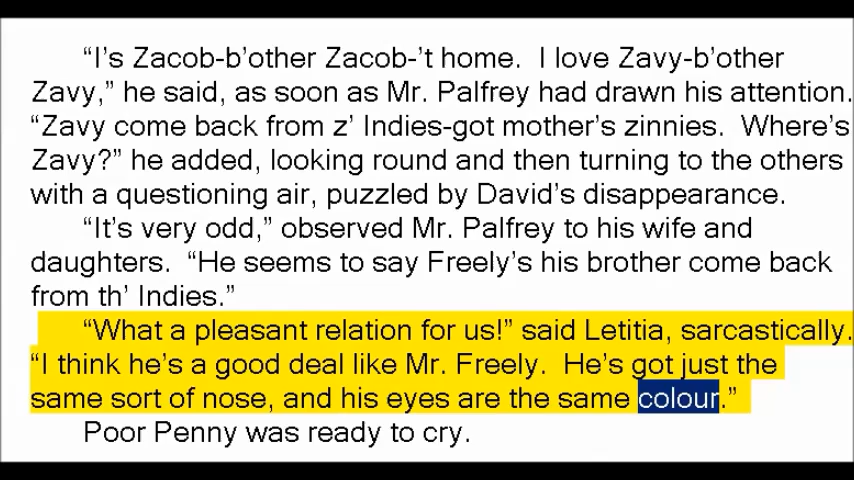 “I’s Zacob-b’other Zacob-’t home.  I love Zavy-b’other
Zavy,” he said, as soon as Mr. Palfrey had drawn his attention.
“Zavy come back from z’ Indies-got mother’s zinnies.  Where’s
Zavy?” he added, looking round and then turning to the others
with a questioning air, puzzled by David’s disappearance.
“It’s very odd,” observed Mr. Palfrey to his wife and
daughters.  “He seems to say Freely’s his brother come back
from th’ Indies.”
“What a pleasant relation for us!” said Letitia, sarcastically.
“I think he’s a good deal like Mr. Freely.  He’s got just the
same sort of nose, and his eyes are the same colour.”
Poor Penny was ready to cry.